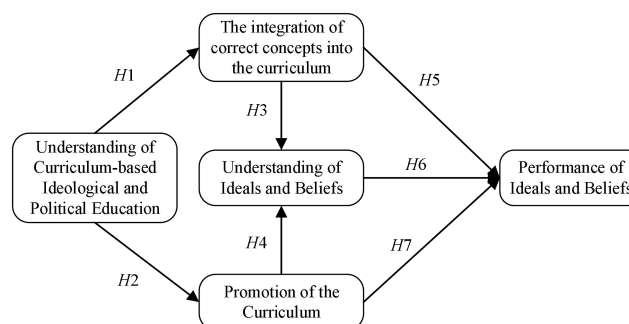 The integration of
correct concepts into
the curriculum
H1
H5
H3
Understanding of
Curriculum-based
Ideological and
Political Education
Understanding of
Ideals and Beliefs
H6
Performance of
Ideals and Beliefs
H4
H7
H2
Promotion of the
Curriculum